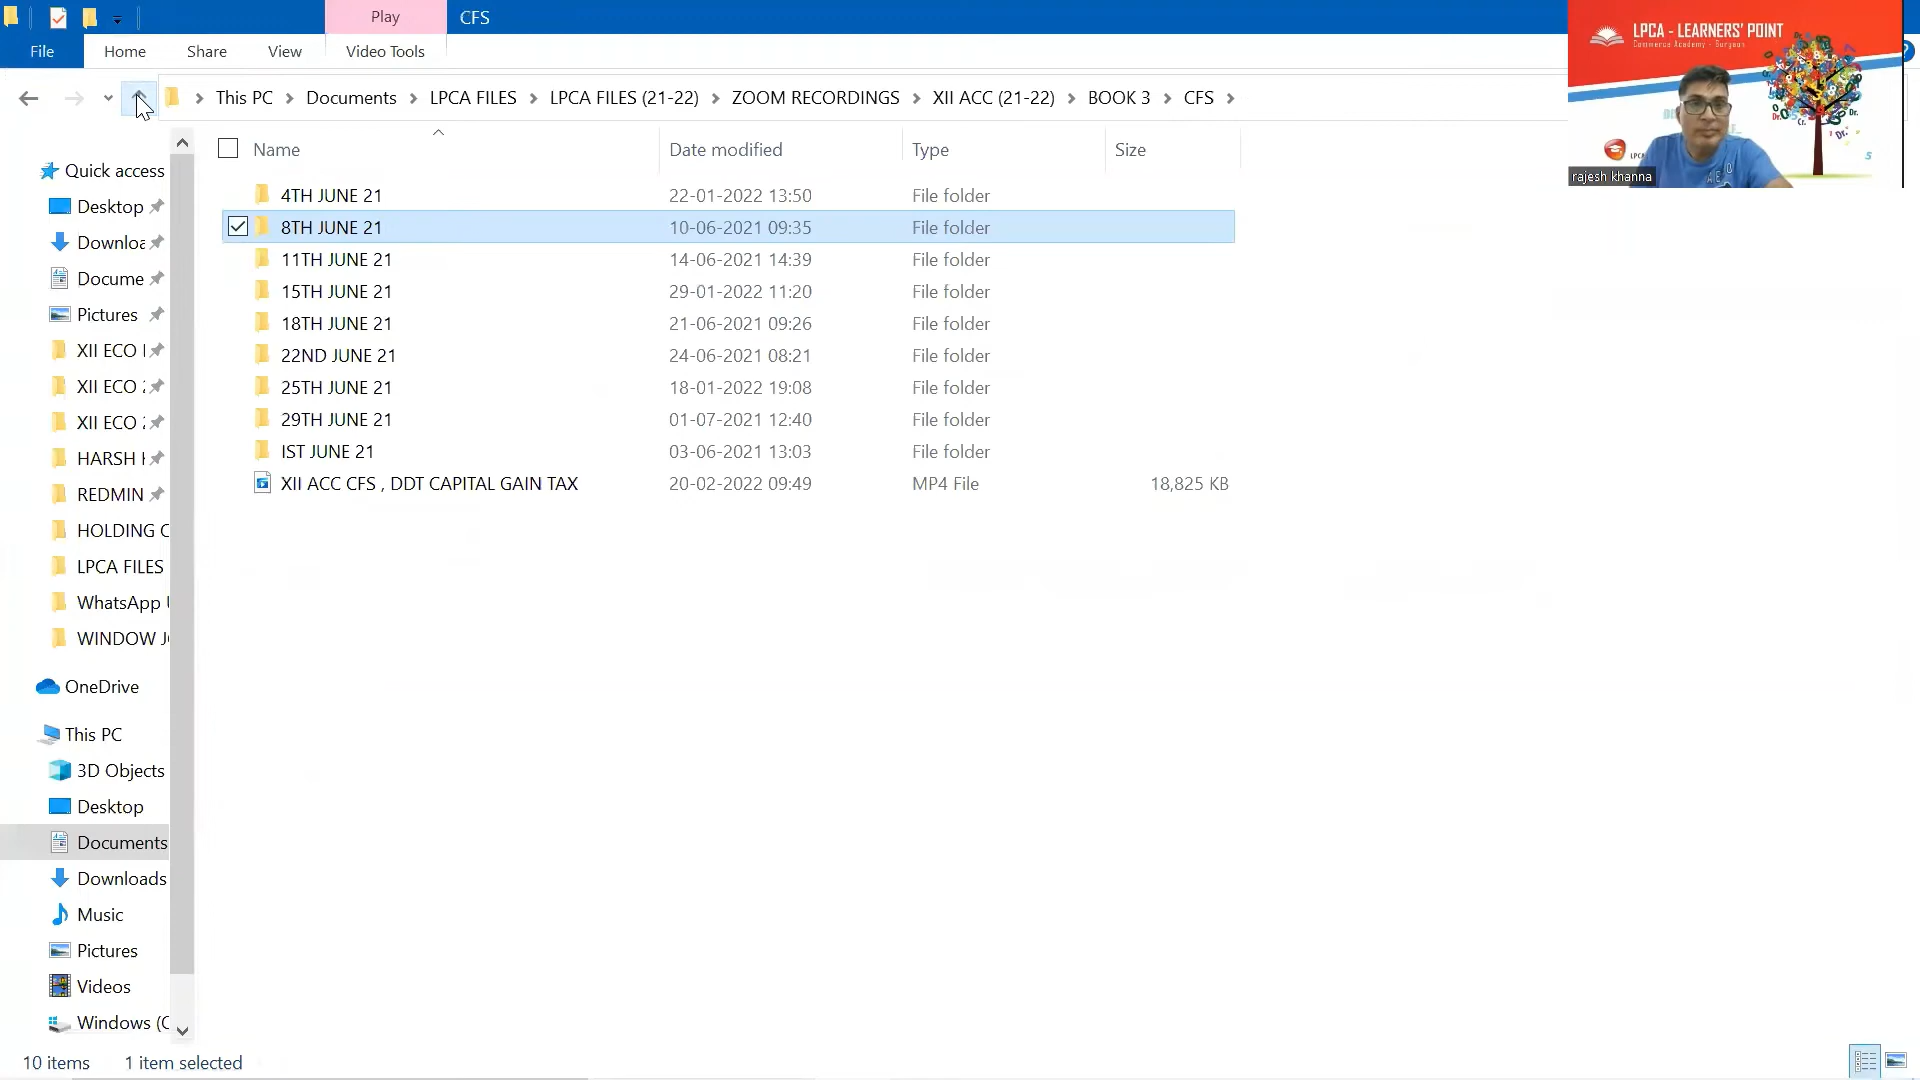 Play
CFS
File
Home
Share
View
Video Tools
This PC
Documents
LPCA FILES
LPCA FILES (21-22)
ZOOM RECORDINGS
XII ACC (21-22)
BOOK 3
CFS
LPCA - LEARNERS' POINT
Commerce Academy - Gurgaon
rajesh khanna
Name
Date modified
Type
Size
4TH JUNE 21
22-01-2022 13:50
File folder
8TH JUNE 21
10-06-2021 09:35
File folder
11TH JUNE 21
14-06-2021 14:39
File folder
15TH JUNE 21
29-01-2022 11:20
File folder
18TH JUNE 21
21-06-2021 09:26
File folder
22ND JUNE 21
24-06-2021 08:21
File folder
25TH JUNE 21
18-01-2022 19:08
File folder
29TH JUNE 21
01-07-2021 12:40
File folder
IST JUNE 21
03-06-2021 13:03
File folder
XII ACC CFS , DDT CAPITAL GAIN TAX
20-02-2022 09:49
MP4 File
18,825 KB
Quick access
Desktop
Downloa
Docume
Pictures
XII ECO
XII ECO
XII ECO
HARSH
REDMIN
HOLDING C
LPCA FILES
WhatsApp
WINDOW J
OneDrive
This PC
3D Objects
Desktop
Documents
Downloads
Music
Pictures
Videos
Windows (C
10 items
1 item selected